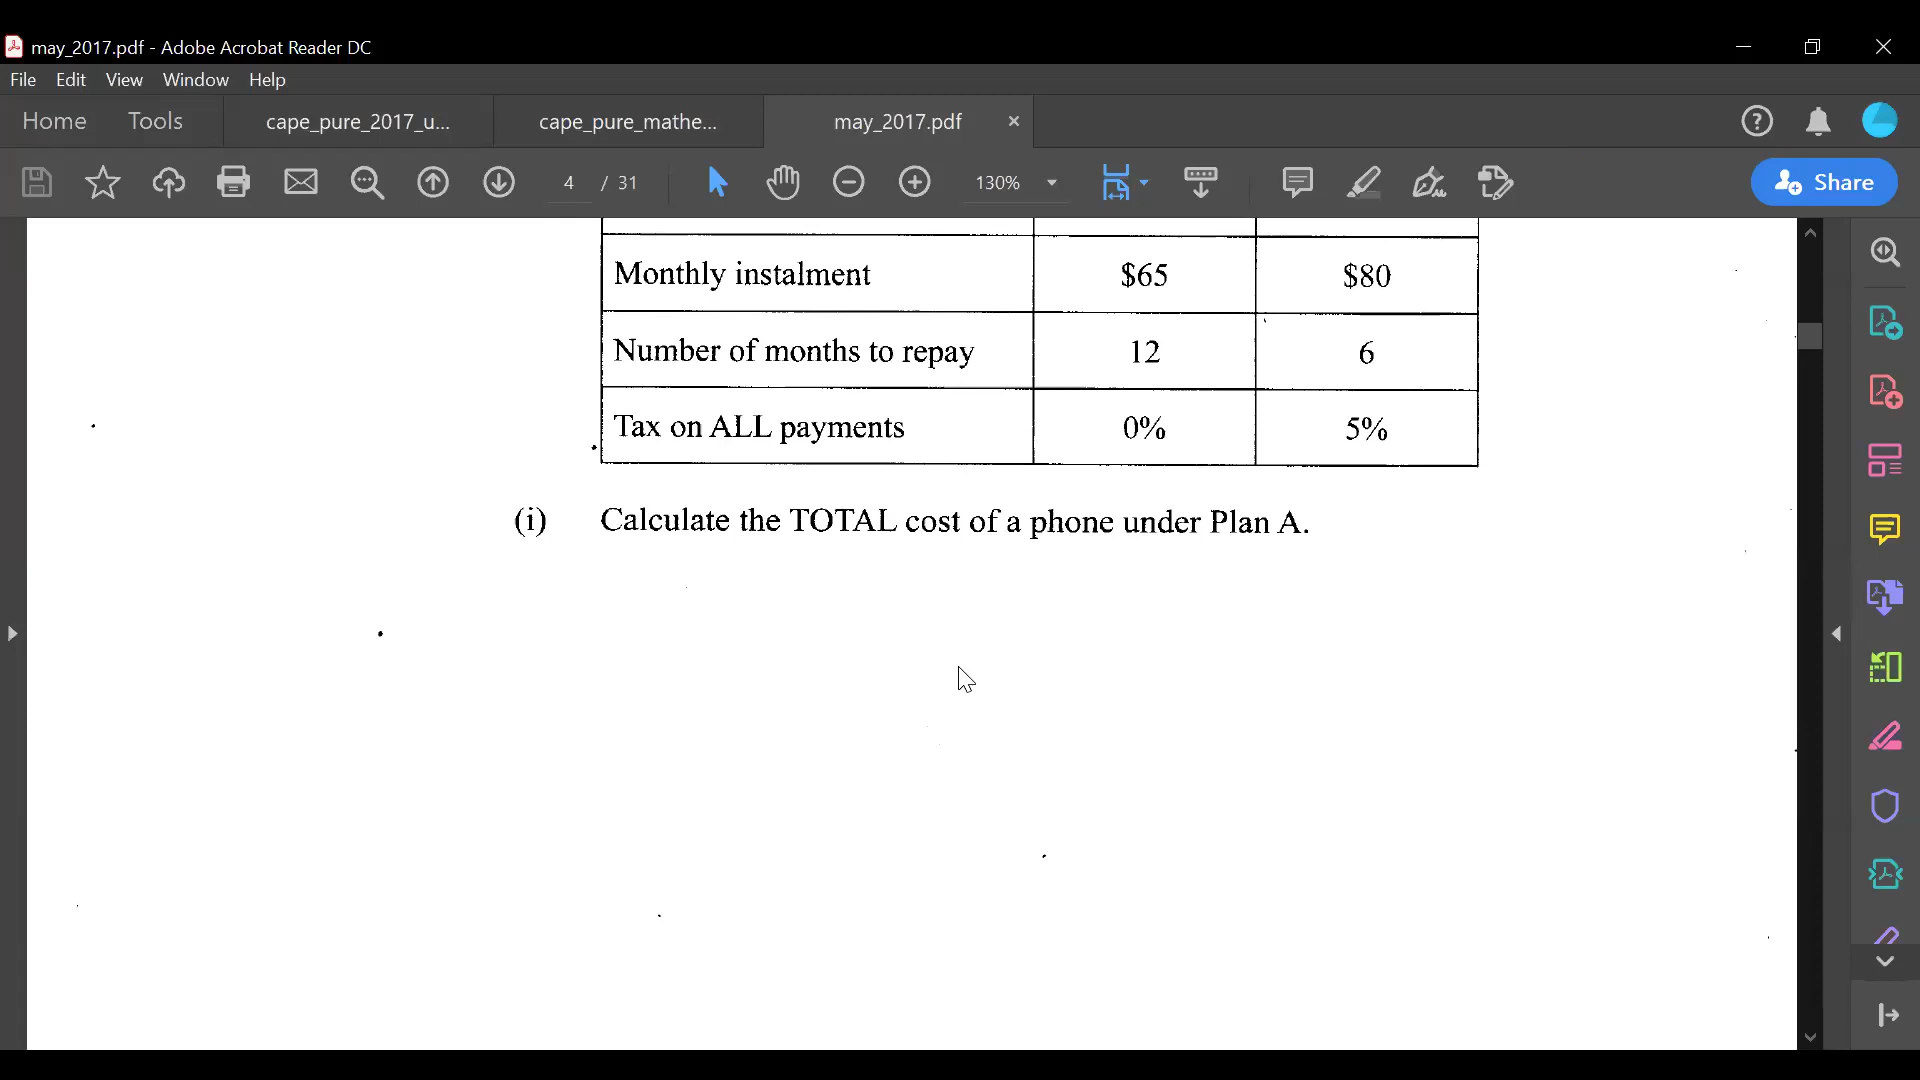 may_2017.pdf - Adobe Acrobat Reader DC
File Edit View Window Help
Home Tools cape_pure_2017_u... cape_pure_mathe... may_2017.pdf
4 / 31 130% Share
Monthly instalment $65 $80
Number of months to repay 12 6
Tax on ALL payments 0% 5%
(i) Calculate the TOTAL cost of a phone under Plan A.